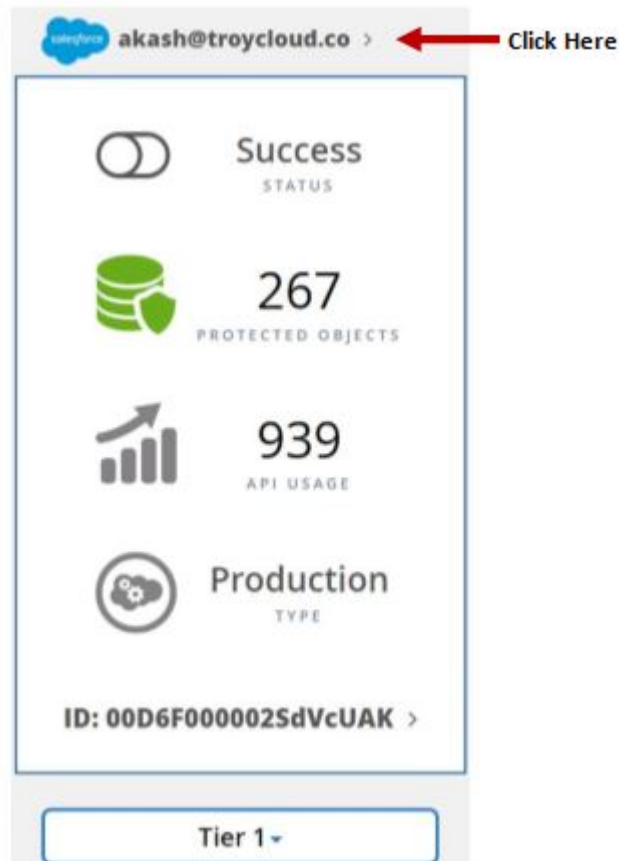 salesforce akash@troycloud.co > Click Here
Success
STATUS
267
PROTECTED OBJECTS
939
API USAGE
Production
TYPE
ID: 00D6F000002SdVcUAK >
Tier 1